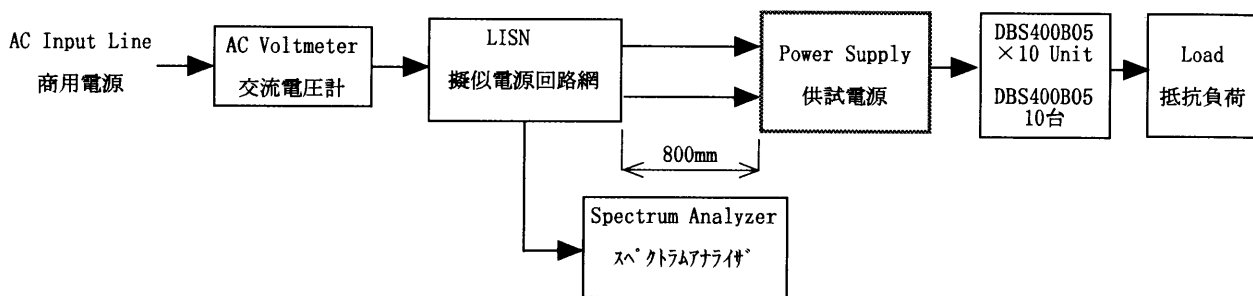 AC Input Line
商用電源
AC Voltmeter
交流電圧計
LISN
擬似電源回路網
800mm
Power Supply
供試電源
DBS400B05
×10 Unit
DBS400B05
10台
Load
抵抗負荷
Spectrum Analyzer
ｽﾍﾟｸﾄﾗﾑｱﾅﾗｲｻﾞ